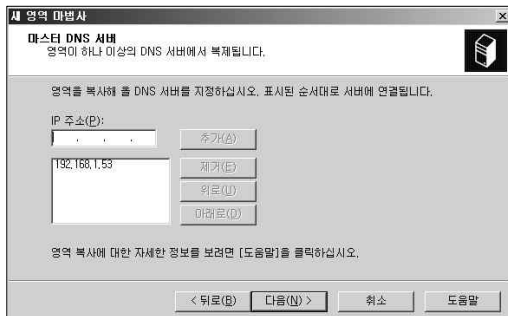 새 영역 마법사
마스터 DNS 서버
영역이 하나 이상의 DNS 서버에서 복제됩니다.
영역을 복사해 올 DNS 서버를 지정하십시오. 표시된 순서대로 서버에 연결됩니다.
IP 주소(P):
추가(A)
192,168,1,53
제거(E)
위로(U)
아래로(D)
영역 복사에 대한 자세한 정보를 보려면 [도움말]을 클릭하십시오.
< 뒤로(B) 다음(N) > 취소 도움말